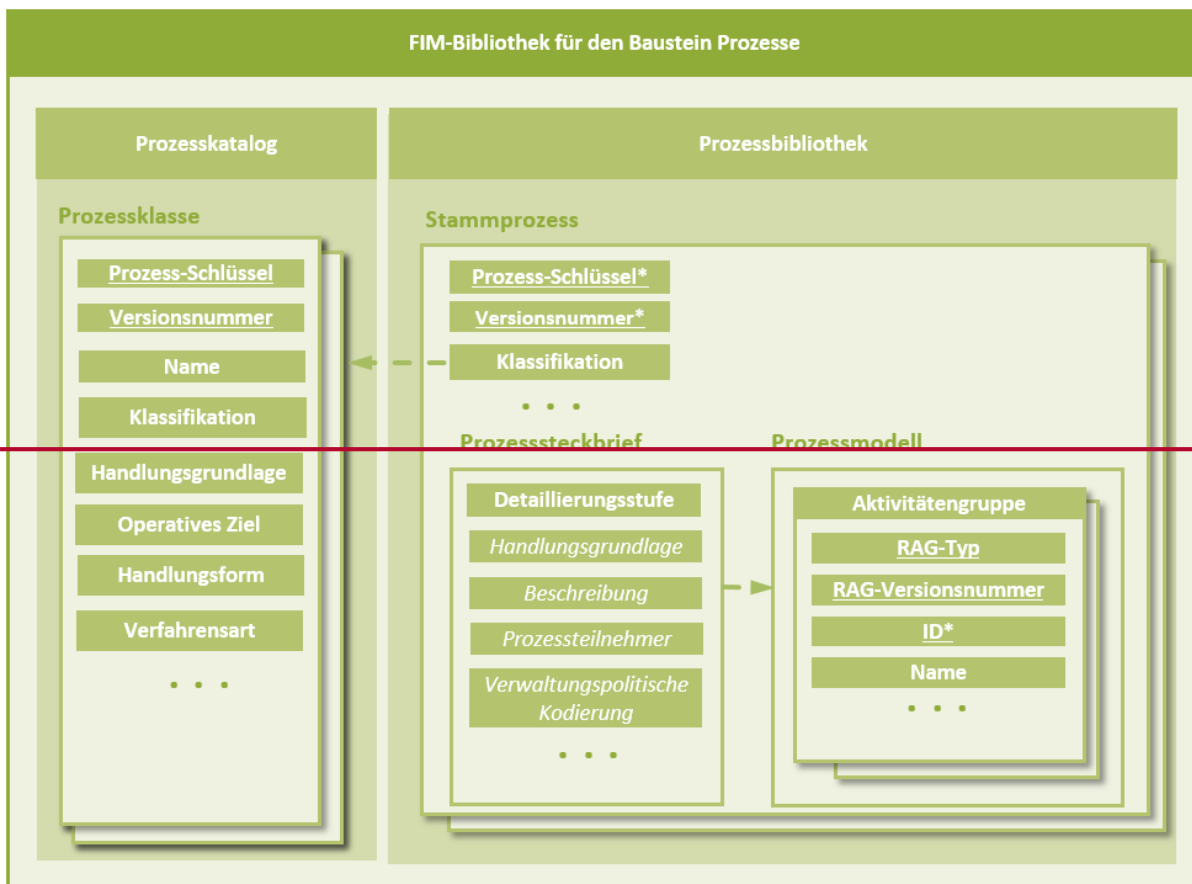 FIM-Bibliothek für den Baustein Prozesse
Prozesskatalog
Prozessklasse
Prozess-Schlüssel
Versionsnummer
Name
Klassifikation
Handlungsgrundlage
Operatives Ziel
Handlungsform
Verfahrensart
. . .
Prozessbibliothek
Stammprozess
Prozess-Schlüssel*
Versionsnummer*
Klassifikation
. . .
Prozesssteckbrief
Detaillierungsstufe
Handlungsgrundlage
Beschreibung
Prozessteilnehmer
Verwaltungspolitische
Kodierung
. . .
Prozessmodell
Aktivitätengruppe
RAG-Typ
RAG-Versionsnummer
ID*
Name
. . .